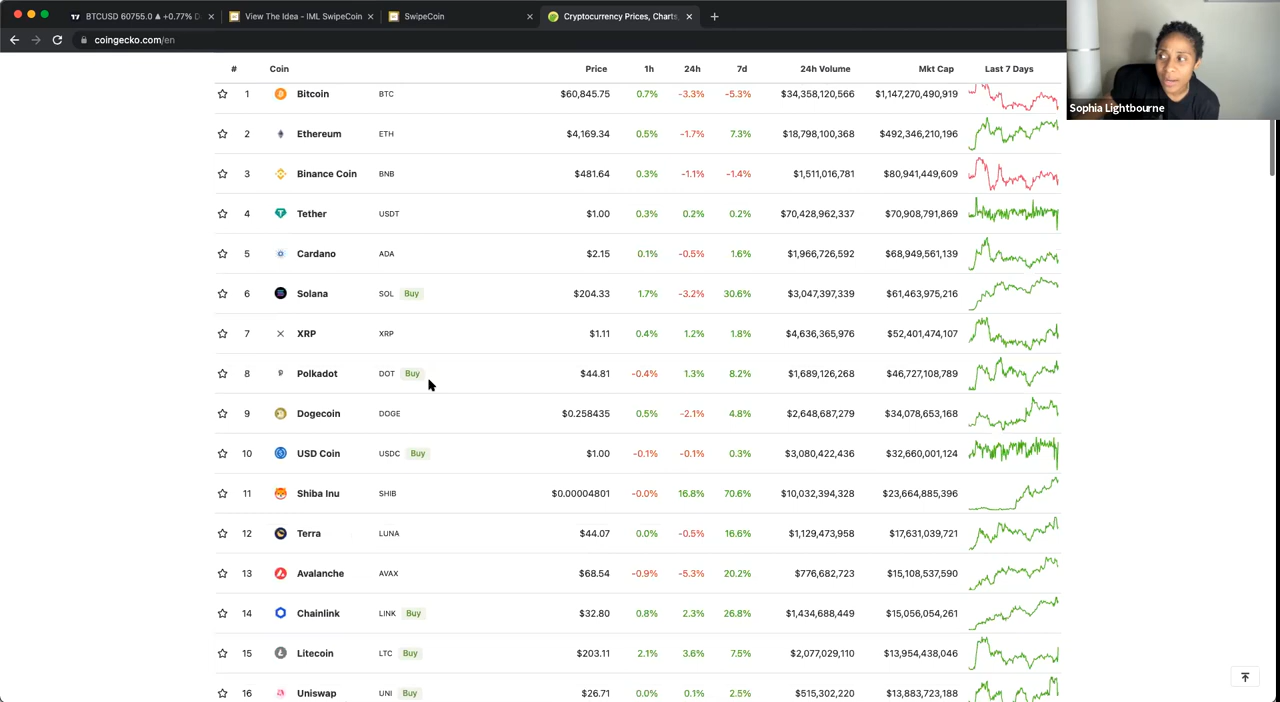 BTCUSD 60755.0 ▲ +0.77%
View The Idea - IML SwipeCoin
SwipeCoin
Cryptocurrency Prices, Charts
coingecko.com/en
Sophia Lightbourne
# Coin Price 1h 24h 7d 24h Volume Mkt Cap Last 7 Days
1 Bitcoin BTC $60,845.75 0.7% -3.3% -5.3% $34,358,120,566 $1,147,270,490,919
2 Ethereum ETH $4,169.34 0.5% -1.7% 7.3% $18,798,100,368 $492,346,210,196
3 Binance Coin BNB $481.64 0.3% -1.1% -1.4% $1,511,016,781 $80,941,449,609
4 Tether USDT $1.00 0.3% 0.2% 0.2% $70,428,962,337 $70,908,791,869
5 Cardano ADA $2.15 0.1% -0.5% 1.6% $1,966,726,592 $68,949,561,139
6 Solana SOL Buy $204.33 1.7% -3.2% 30.6% $3,047,397,339 $61,463,975,216
7 XRP XRP $1.11 0.4% 1.2% 1.8% $4,636,365,976 $52,401,474,107
8 Polkadot DOT Buy $44.81 -0.4% 1.3% 8.2% $1,689,126,268 $46,727,108,789
9 Dogecoin DOGE $0.258435 0.5% -2.1% 4.8% $2,648,687,279 $34,078,653,168
10 USD Coin USDC Buy $1.00 -0.1% -0.1% 0.3% $3,080,422,436 $32,660,001,124
11 Shiba Inu SHIB $0.00004801 -0.0% 16.8% 70.6% $10,032,394,328 $23,664,885,396
12 Terra LUNA $44.07 0.0% -0.5% 16.6% $1,129,473,958 $17,631,039,721
13 Avalanche AVAX $68.54 -0.9% -5.3% 20.2% $776,682,723 $15,108,537,590
14 Chainlink LINK Buy $32.80 0.8% 2.3% 26.8% $1,434,688,449 $15,056,054,261
15 Litecoin LTC Buy $203.11 2.1% 3.6% 7.5% $2,077,029,110 $13,954,438,046
16 Uniswap UNI Buy $26.71 0.0% 0.1% 2.5% $515,302,220 $13,883,723,188